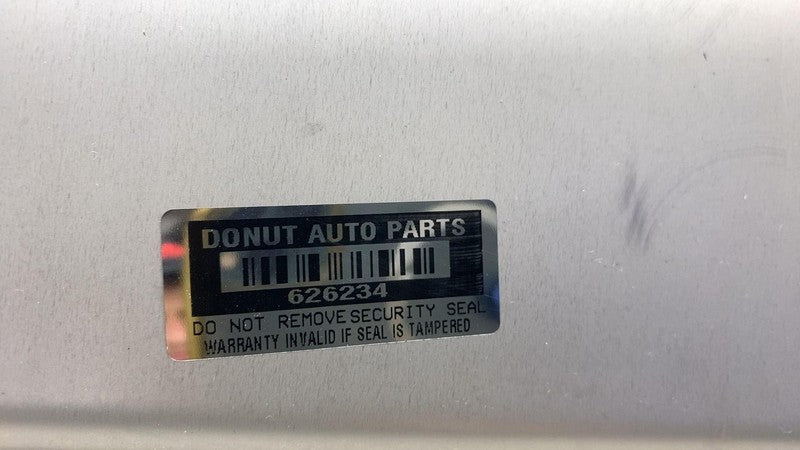 DONUT AUTO PARTS
626234
DO NOT REMOVE SECURITY SEAL
WARRANTY INVALID IF SEAL IS TAMPERED